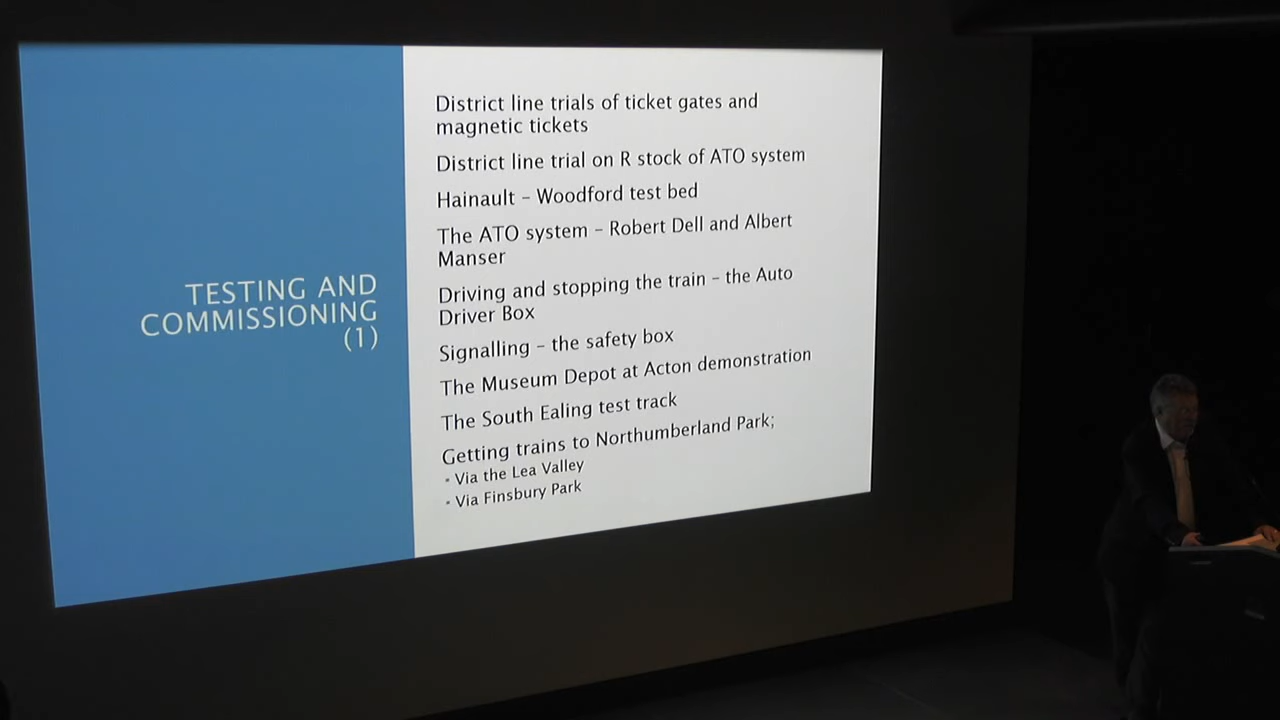 TESTING AND
COMMISSIONING
(1)
District line trials of ticket gates and
magnetic tickets
District line trial on R stock of ATO system
Hainault – Woodford test bed
The ATO system – Robert Dell and Albert
Manser
Driving and stopping the train – the Auto
Driver Box
Signalling – the safety box
The Museum Depot at Acton demonstration
The South Ealing test track
Getting trains to Northumberland Park;
• Via the Lea Valley
• Via Finsbury Park